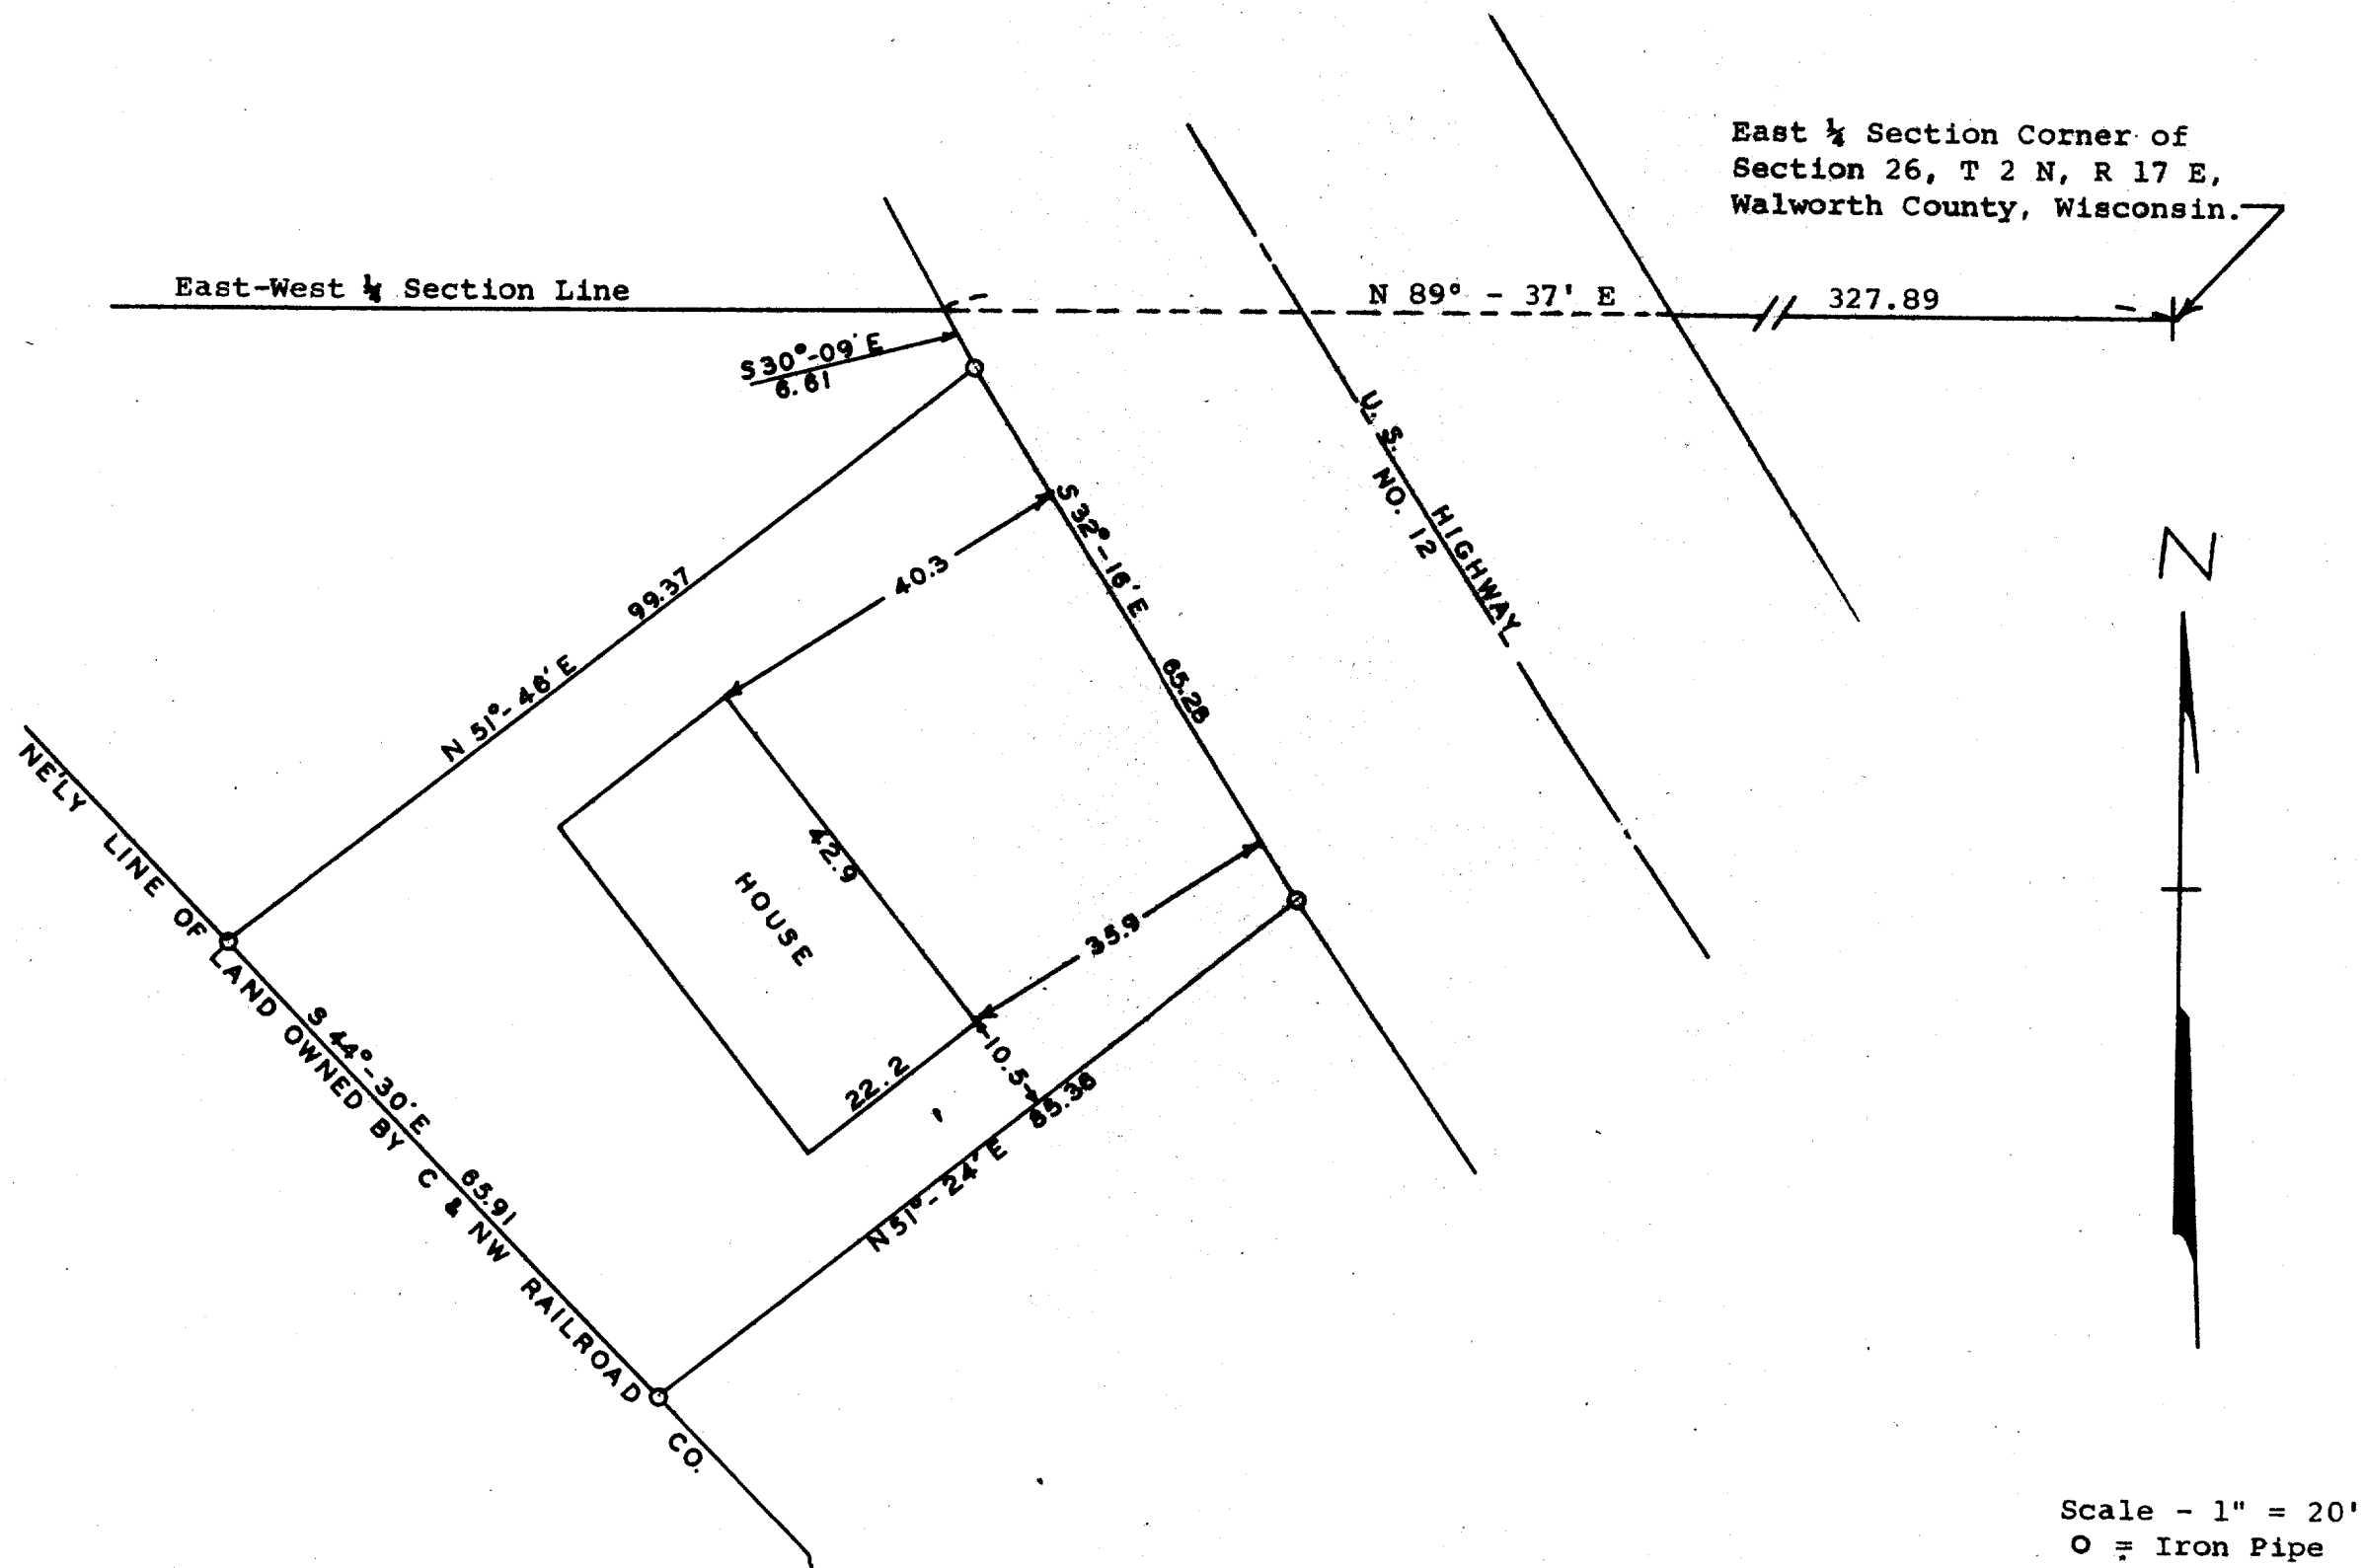 East ¼ Section Corner of
Section 26, T 2 N, R 17 E,
Walworth County, Wisconsin.
East-West ¼ Section Line
N 89° - 37' E
327.89
S 30°-09' E
6.61
U. S. HIGHWAY
NO. 12
S 32°-16' E
65.28
40.3
99.37
N 51°-46' E
N
42.9
HOUSE
35.9
10.5
22.2
N 51°-24' E
NE'LY LINE OF LAND OWNED BY C & NW RAILROAD CO.
S 44°-30' E
65.91
Scale - 1" = 20'
O = Iron Pipe